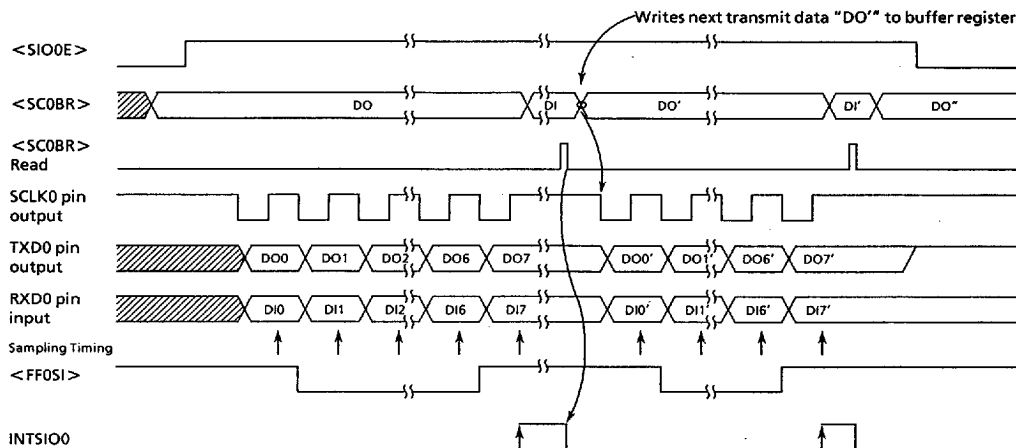 Writes next transmit data "DO'" to buffer register
<SIO0E>
<SC0BR> DO DI DO' DI' DO"
<SC0BR>
Read
SCLK0 pin
output
TXD0 pin
output DO0 DO1 DO2 DO6 DO7 DO0' DO1' DO6' DO7'
RXD0 pin
input DI0 DI1 DI2 DI6 DI7 DI0' DI1' DI6' DI7'
Sampling Timing
<FF0SI>
INTSIO0